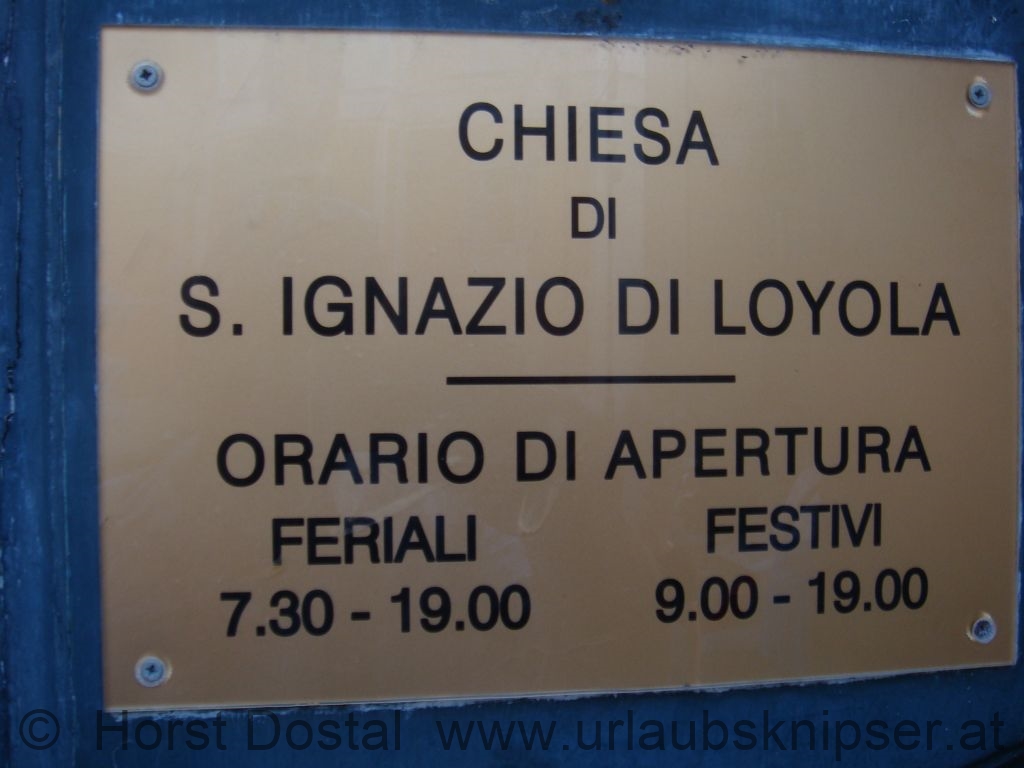 CHIESA
DI
S. IGNAZIO DI LOYOLA
ORARIO DI APERTURA
FERIALI FESTIVI
7.30 - 19.00 9.00 - 19.00
© Horst Dostal www.urlaubsknipser.at